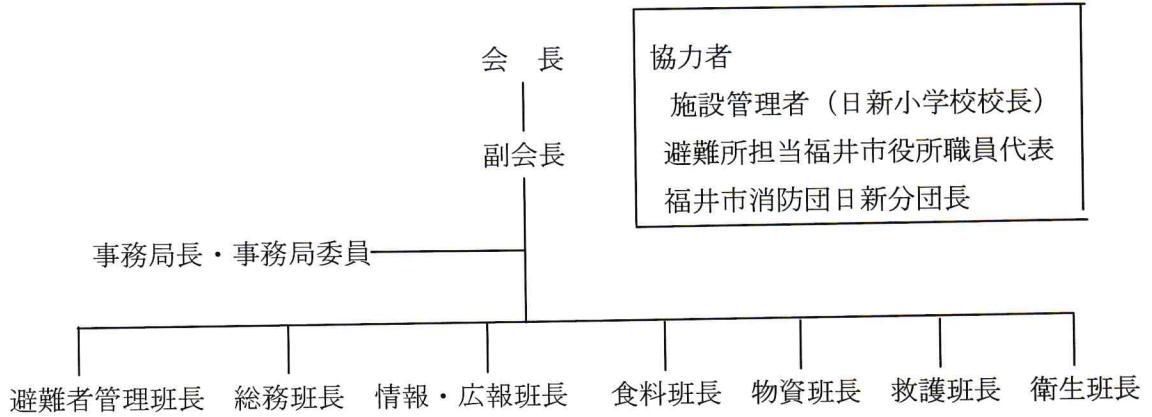 会　長
副会長
協力者
施設管理者（日新小学校校長）
避難所担当福井市役所職員代表
福井市消防団日新分団長
事務局長・事務局委員
避難者管理班長　総務班長　情報・広報班長　食料班長　物資班長　救護班長　衛生班長